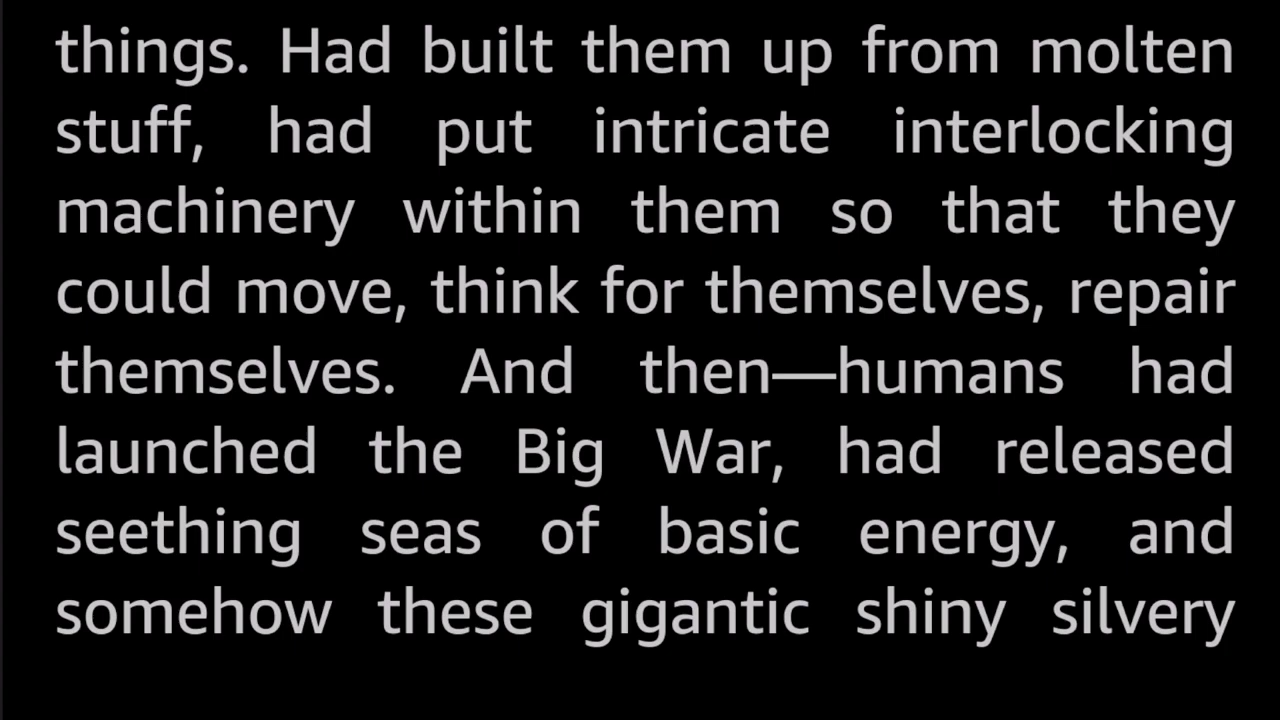 things. Had built them up from molten
stuff, had put intricate interlocking
machinery within them so that they
could move, think for themselves, repair
themselves. And then—humans had
launched the Big War, had released
seething seas of basic energy, and
somehow these gigantic shiny silvery